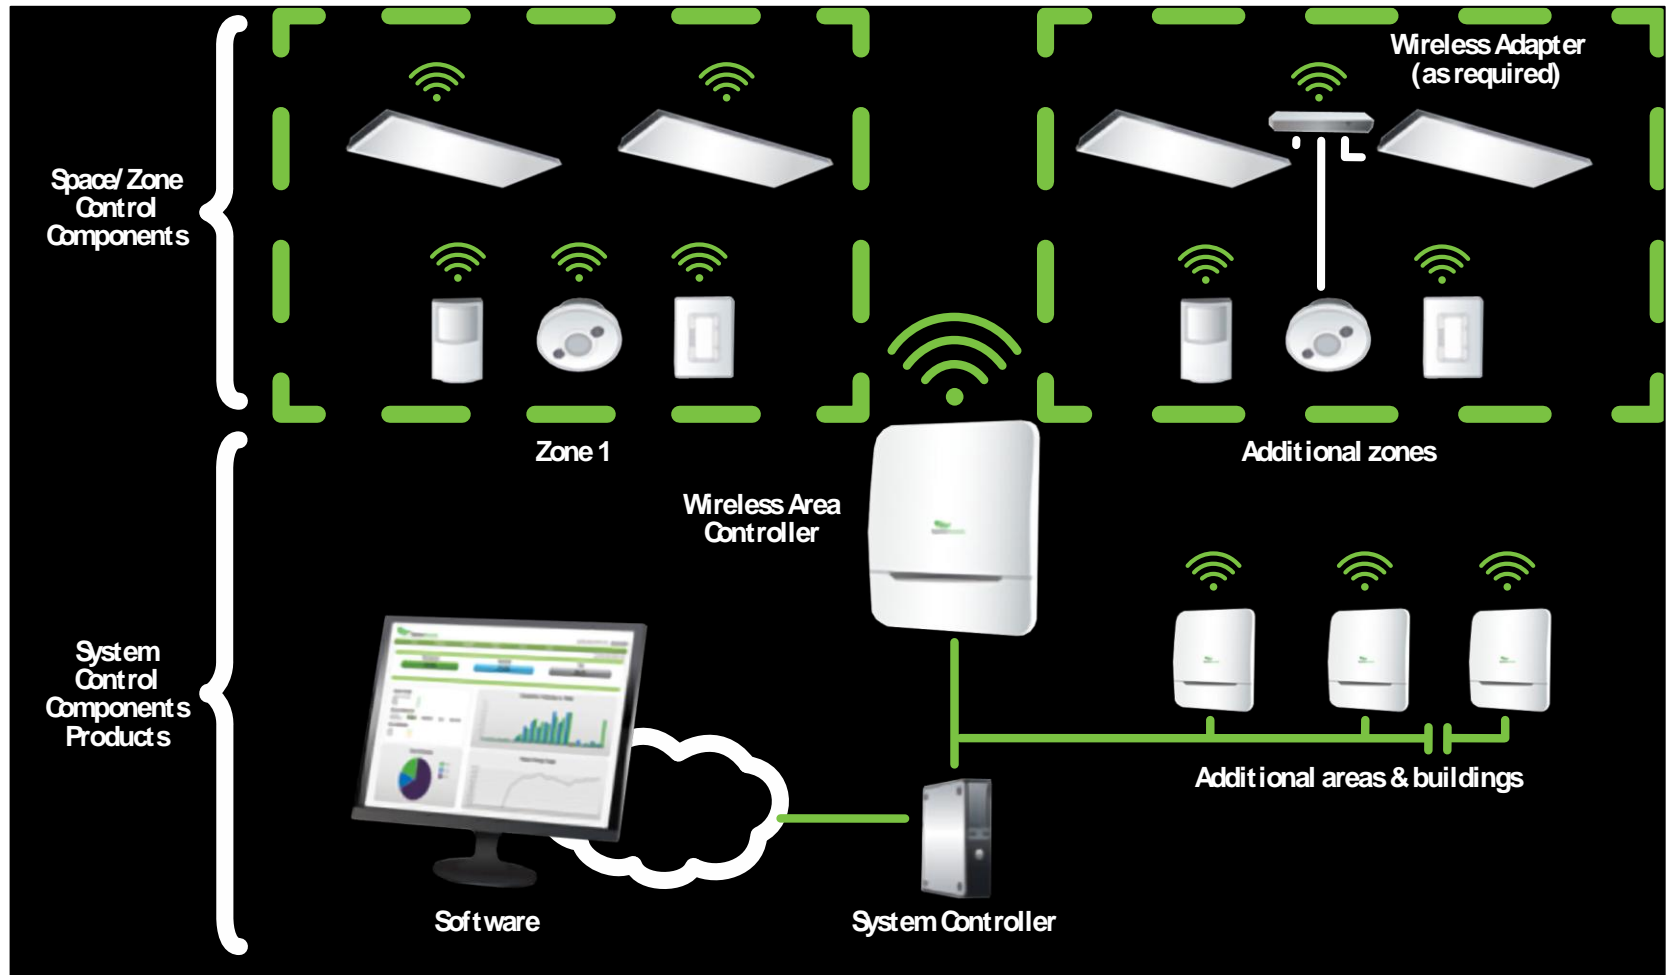 Wireless Adapter
(as required)
Space/ Zone
Control
Components
Zone 1
Additional zones
Wireless Area
Controller
System
Control
Components
Products
Additional areas & buildings
Software
System Controller